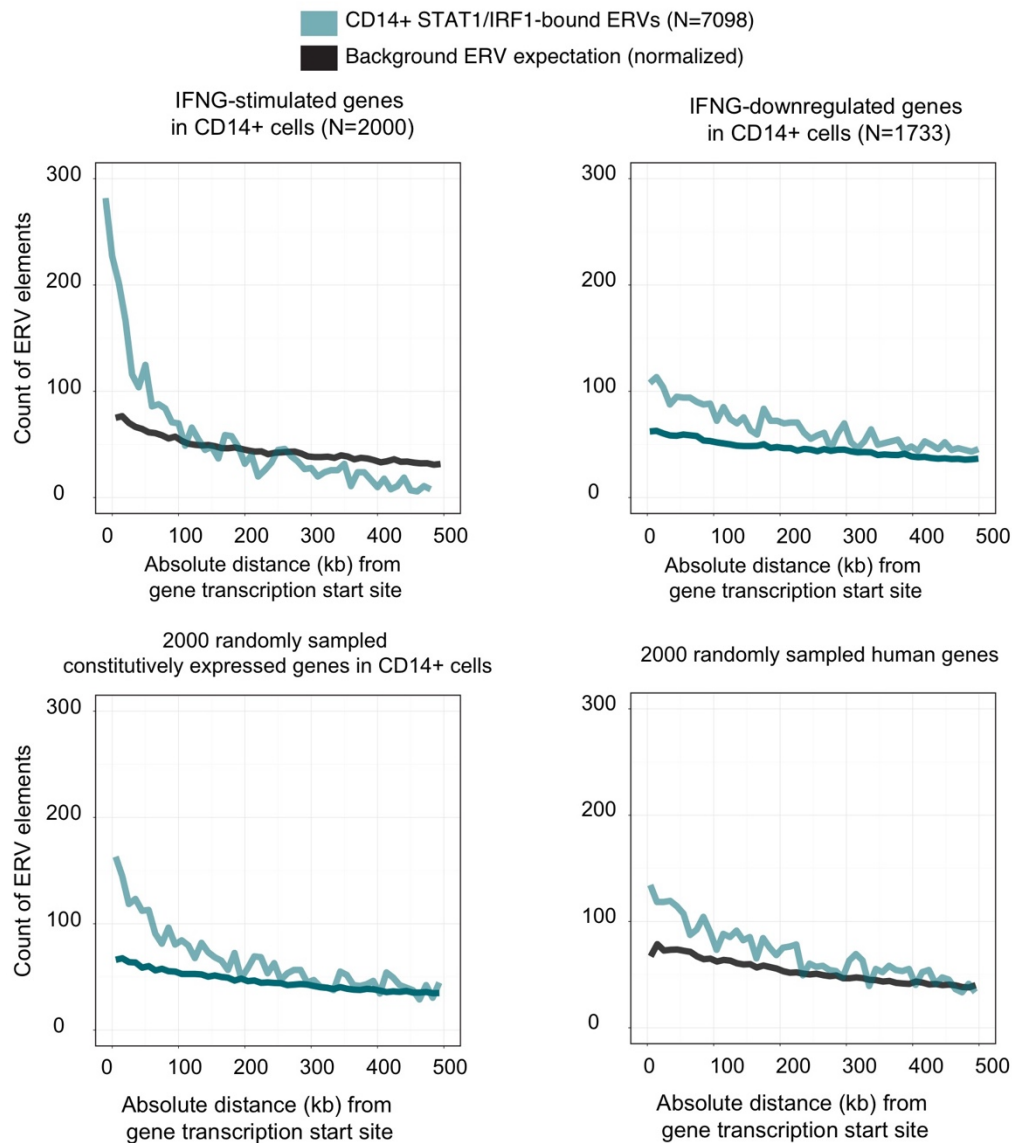 CD14+ STAT1/IRF1-bound ERVs (N=7098)
Background ERV expectation (normalized)
IFNG-stimulated genes
in CD14+ cells (N=2000)
Count of ERV elements
300
200
100
0
0 100 200 300 400 500
Absolute distance (kb) from
gene transcription start site
IFNG-downregulated genes
in CD14+ cells (N=1733)
300
200
100
0
0 100 200 300 400 500
Absolute distance (kb) from
gene transcription start site
2000 randomly sampled
constitutively expressed genes in CD14+ cells
Count of ERV elements
300
200
100
0
0 100 200 300 400 500
Absolute distance (kb) from
gene transcription start site
2000 randomly sampled human genes
300
200
100
0
0 100 200 300 400 500
Absolute distance (kb) from
gene transcription start site